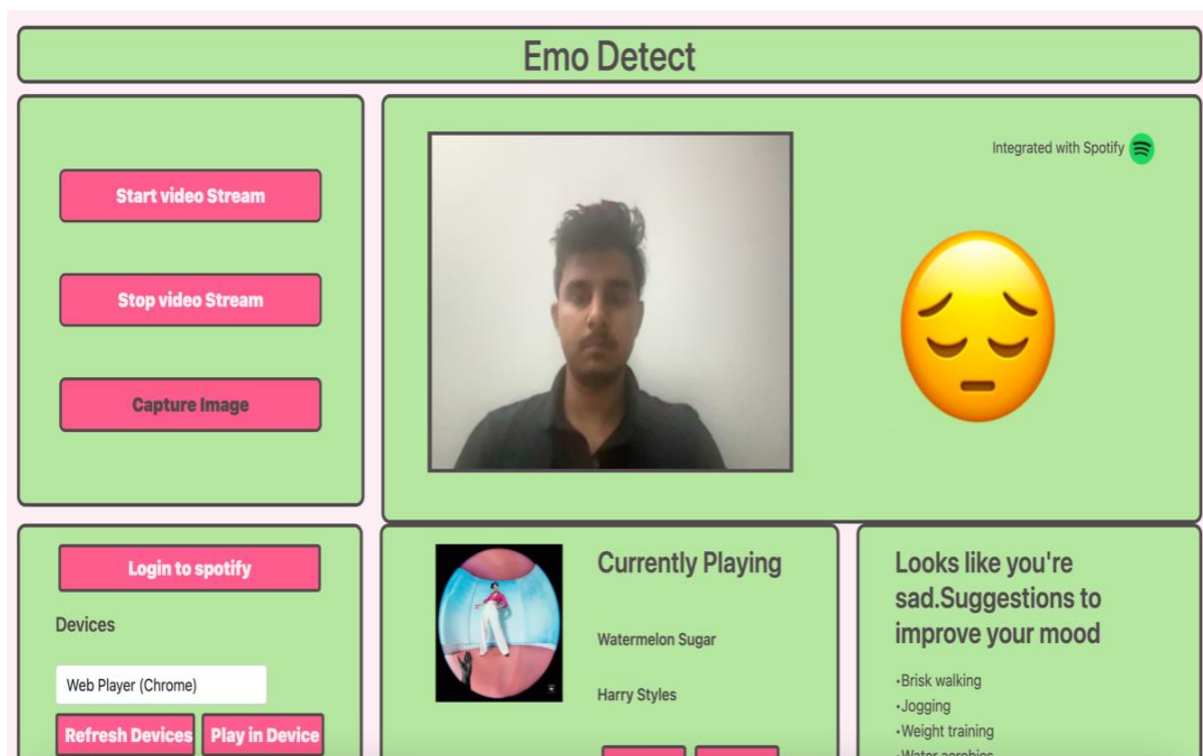 Emo Detect
Start video Stream
Stop video Stream
Capture Image
Integrated with Spotify
Login to spotify
Devices
Web Player (Chrome)
Refresh Devices
Play in Device
Currently Playing
Watermelon Sugar
Harry Styles
Looks like you're
sad.Suggestions to
improve your mood
•Brisk walking
•Jogging
•Weight training
•Water aerobics